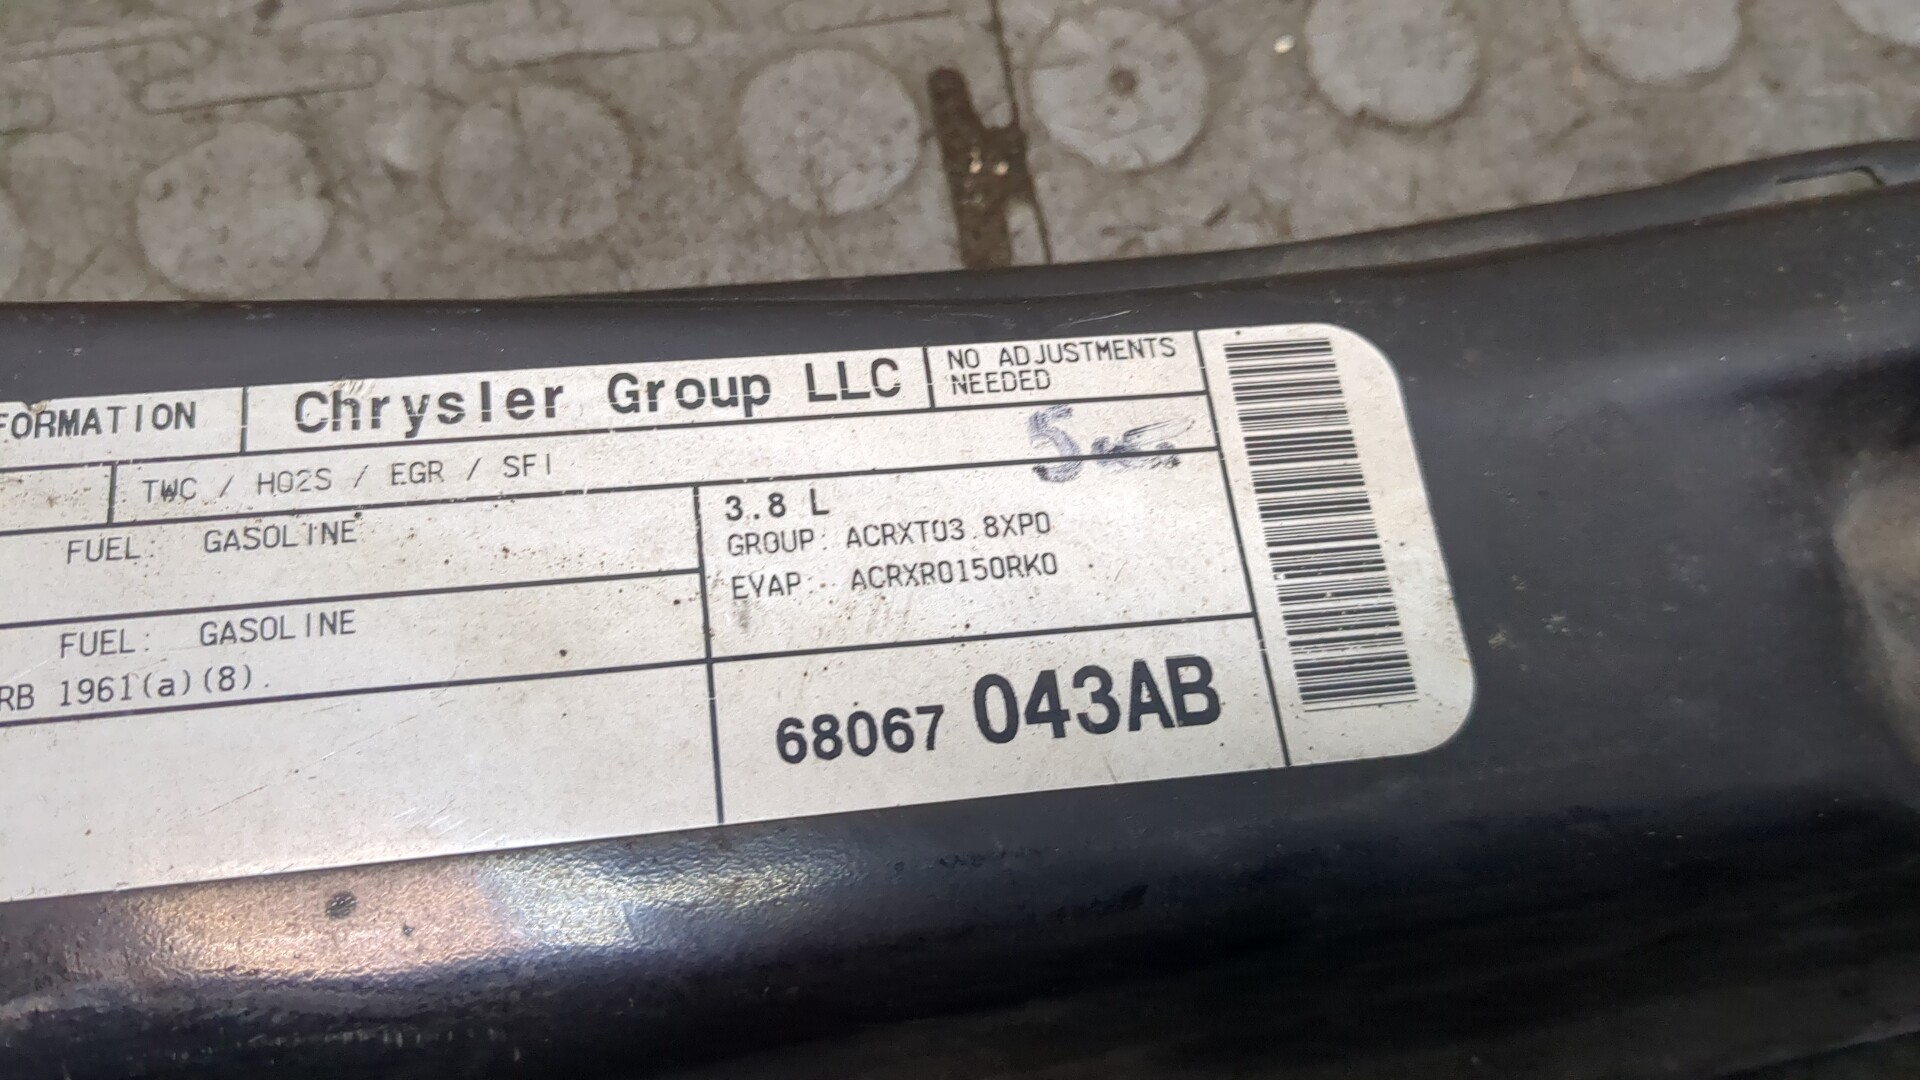 FORMATION
Chrysler Group LLC
NO ADJUSTMENTS
NEEDED
TWC / HO2S / EGR / SFI
FUEL: GASOLINE
3.8 L
GROUP: ACRXT03.8XP0
EVAP: ACRXR0150RK0
FUEL: GASOLINE
RB 1961(a)(8).
68067 043AB